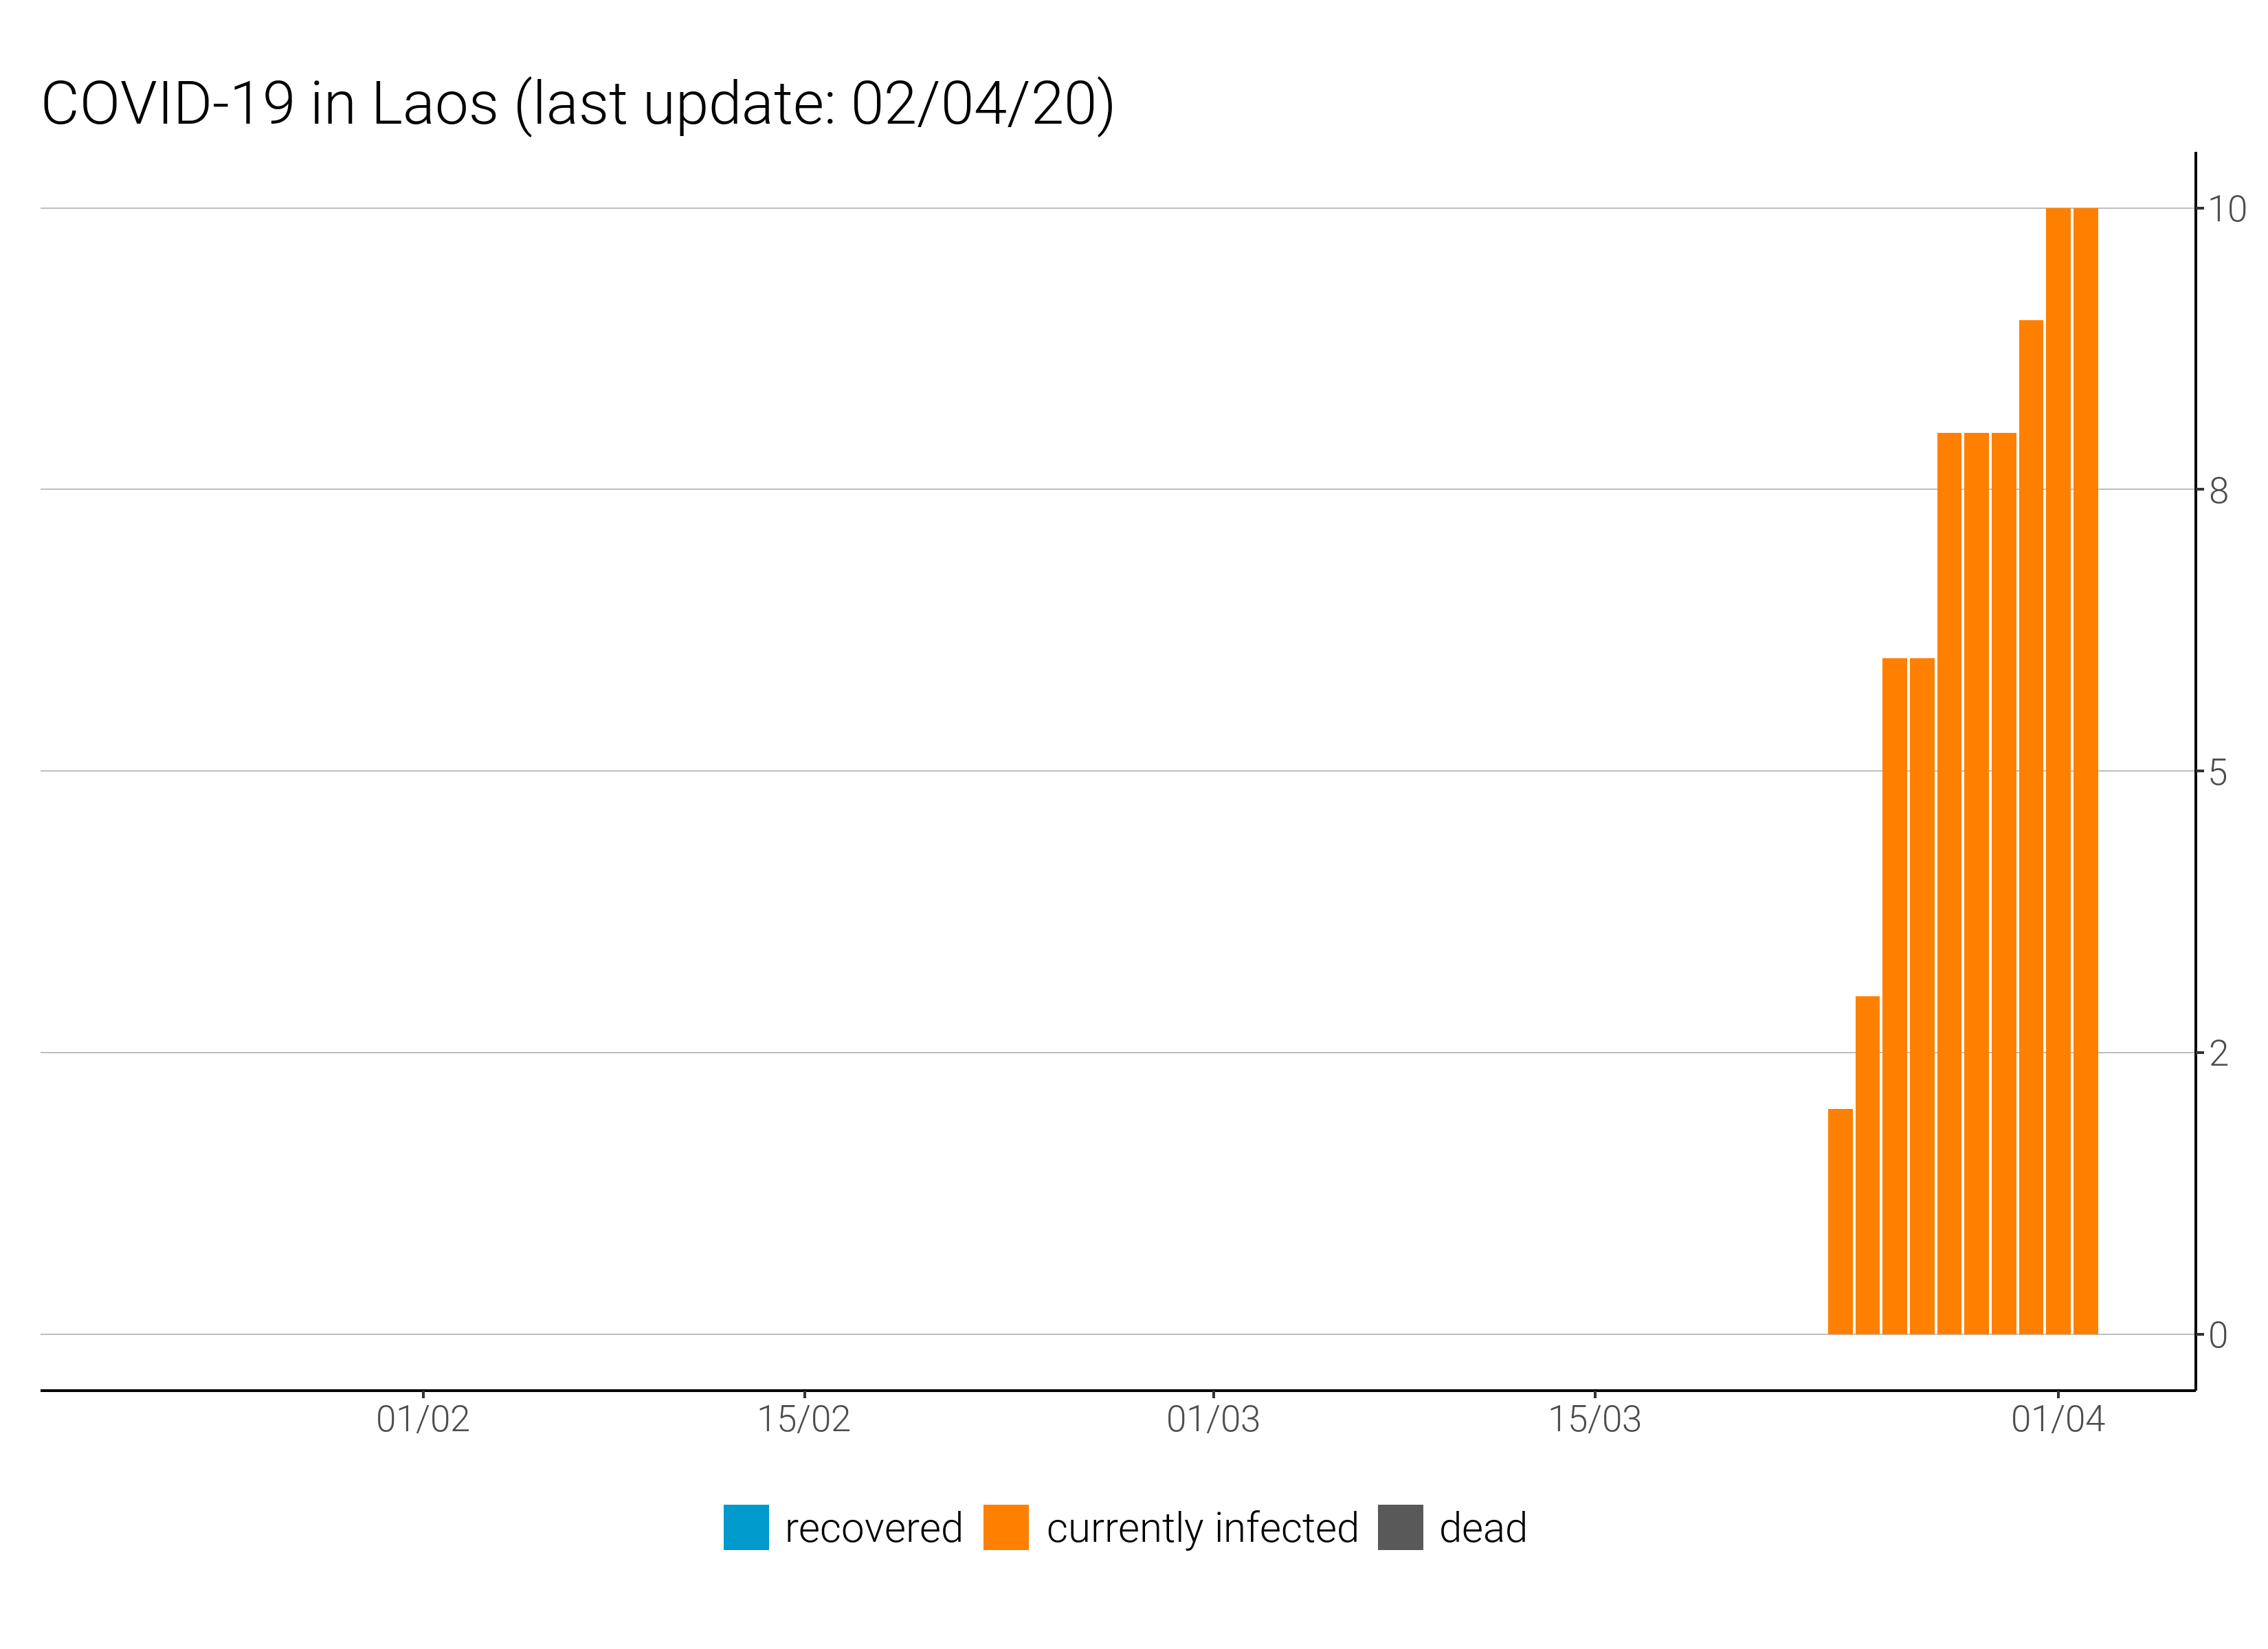 COVID-19 in Laos (last update: 02/04/20)
10
8
5
2
0
01/02 15/02 01/03 15/03 01/04
recovered currently infected dead